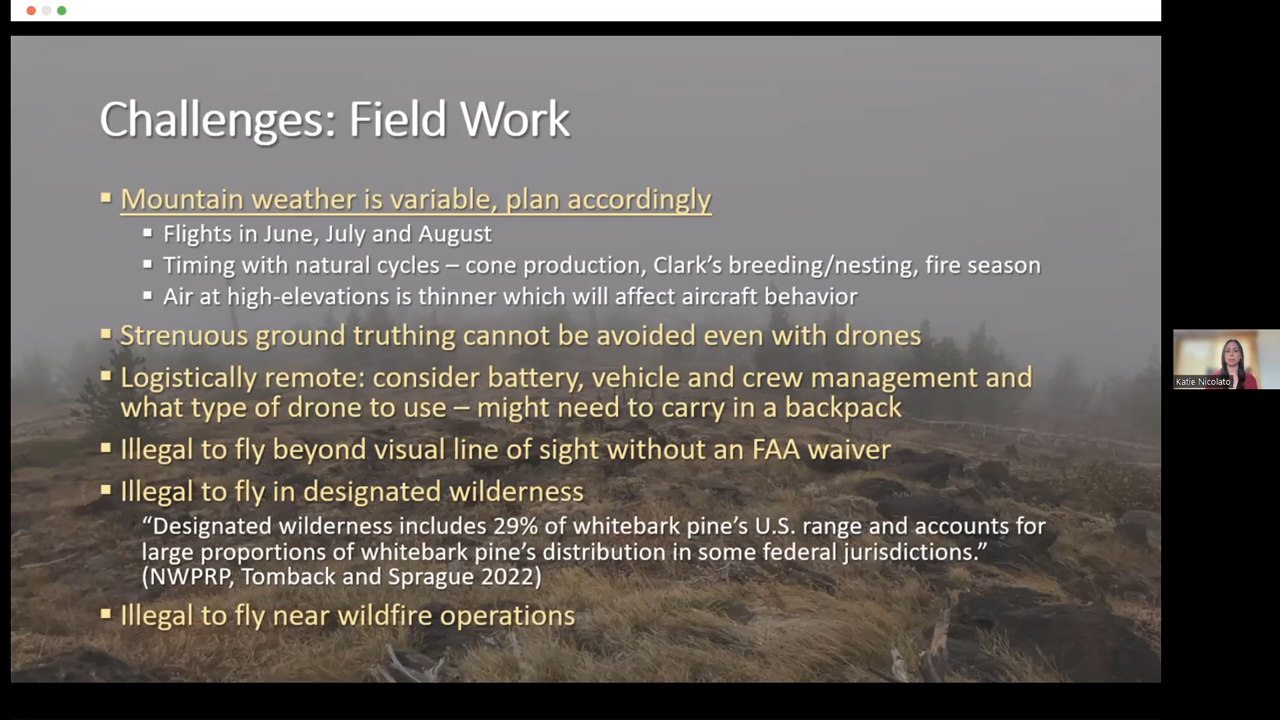 Challenges: Field Work
▪ Mountain weather is variable, plan accordingly
▪ Flights in June, July and August
▪ Timing with natural cycles – cone production, Clark's breeding/nesting, fire season
▪ Air at high-elevations is thinner which will affect aircraft behavior
▪ Strenuous ground truthing cannot be avoided even with drones
▪ Logistically remote: consider battery, vehicle and crew management and
what type of drone to use – might need to carry in a backpack
▪ Illegal to fly beyond visual line of sight without an FAA waiver
▪ Illegal to fly in designated wilderness
“Designated wilderness includes 29% of whitebark pine’s U.S. range and accounts for
large proportions of whitebark pine’s distribution in some federal jurisdictions.”
(NWPRP, Tomback and Sprague 2022)
▪ Illegal to fly near wildfire operations
Katie Nicolato